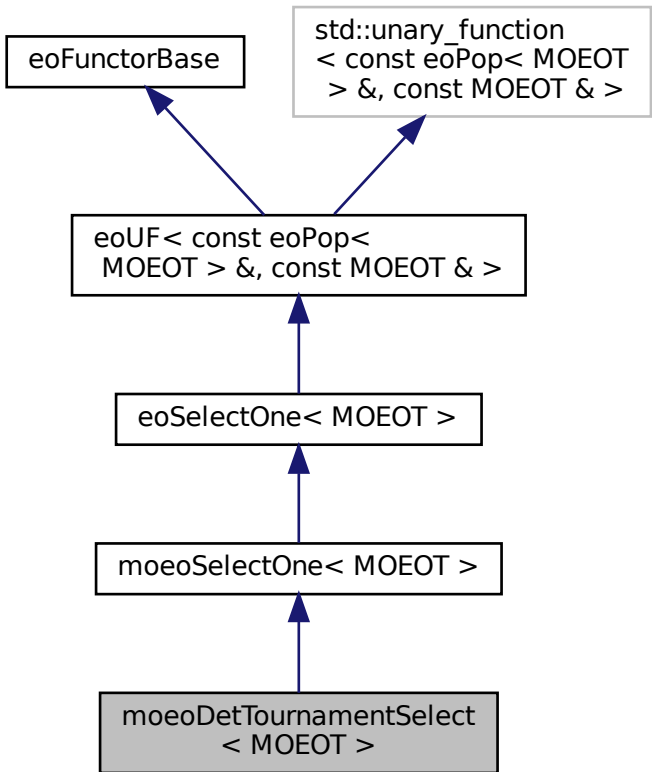 eoFunctorBase
std::unary_function
< const eoPop< MOEOT
> &, const MOEOT & >
eoUF< const eoPop<
MOEOT > &, const MOEOT & >
eoSelectOne< MOEOT >
moeoSelectOne< MOEOT >
moeoDetTournamentSelect
< MOEOT >